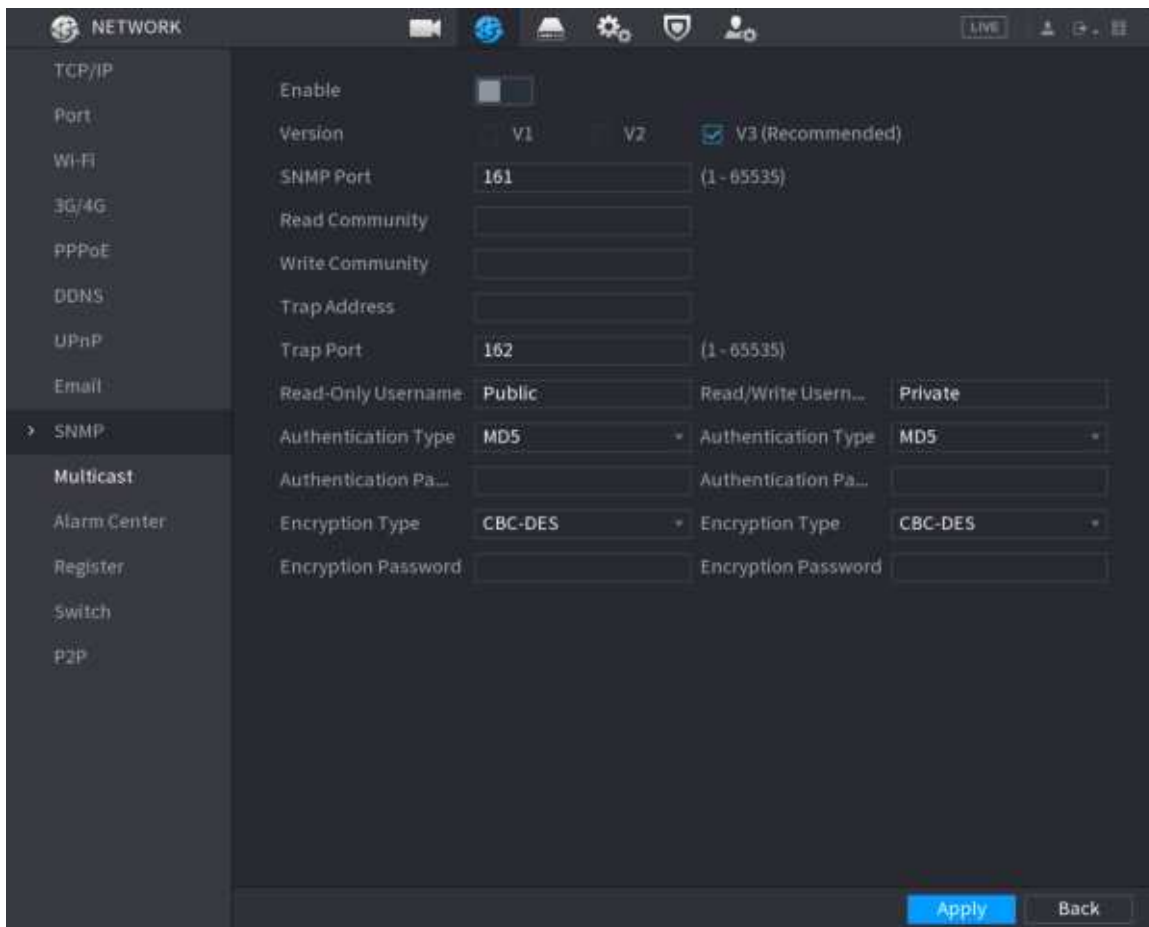 NETWORK LIVE
TCP/IP
Port
Wi-Fi
3G/4G
PPPoE
DDNS
UPnP
Email
SNMP
Multicast
Alarm Center
Register
Switch
P2P
Enable
Version V1 V2 V3 (Recommended)
SNMP Port 161 (1 - 65535)
Read Community
Write Community
Trap Address
Trap Port 162 (1 - 65535)
Read-Only Username Public Read/Write Usern... Private
Authentication Type MD5 Authentication Type MD5
Authentication Pa... Authentication Pa...
Encryption Type CBC-DES Encryption Type CBC-DES
Encryption Password Encryption Password
Apply Back